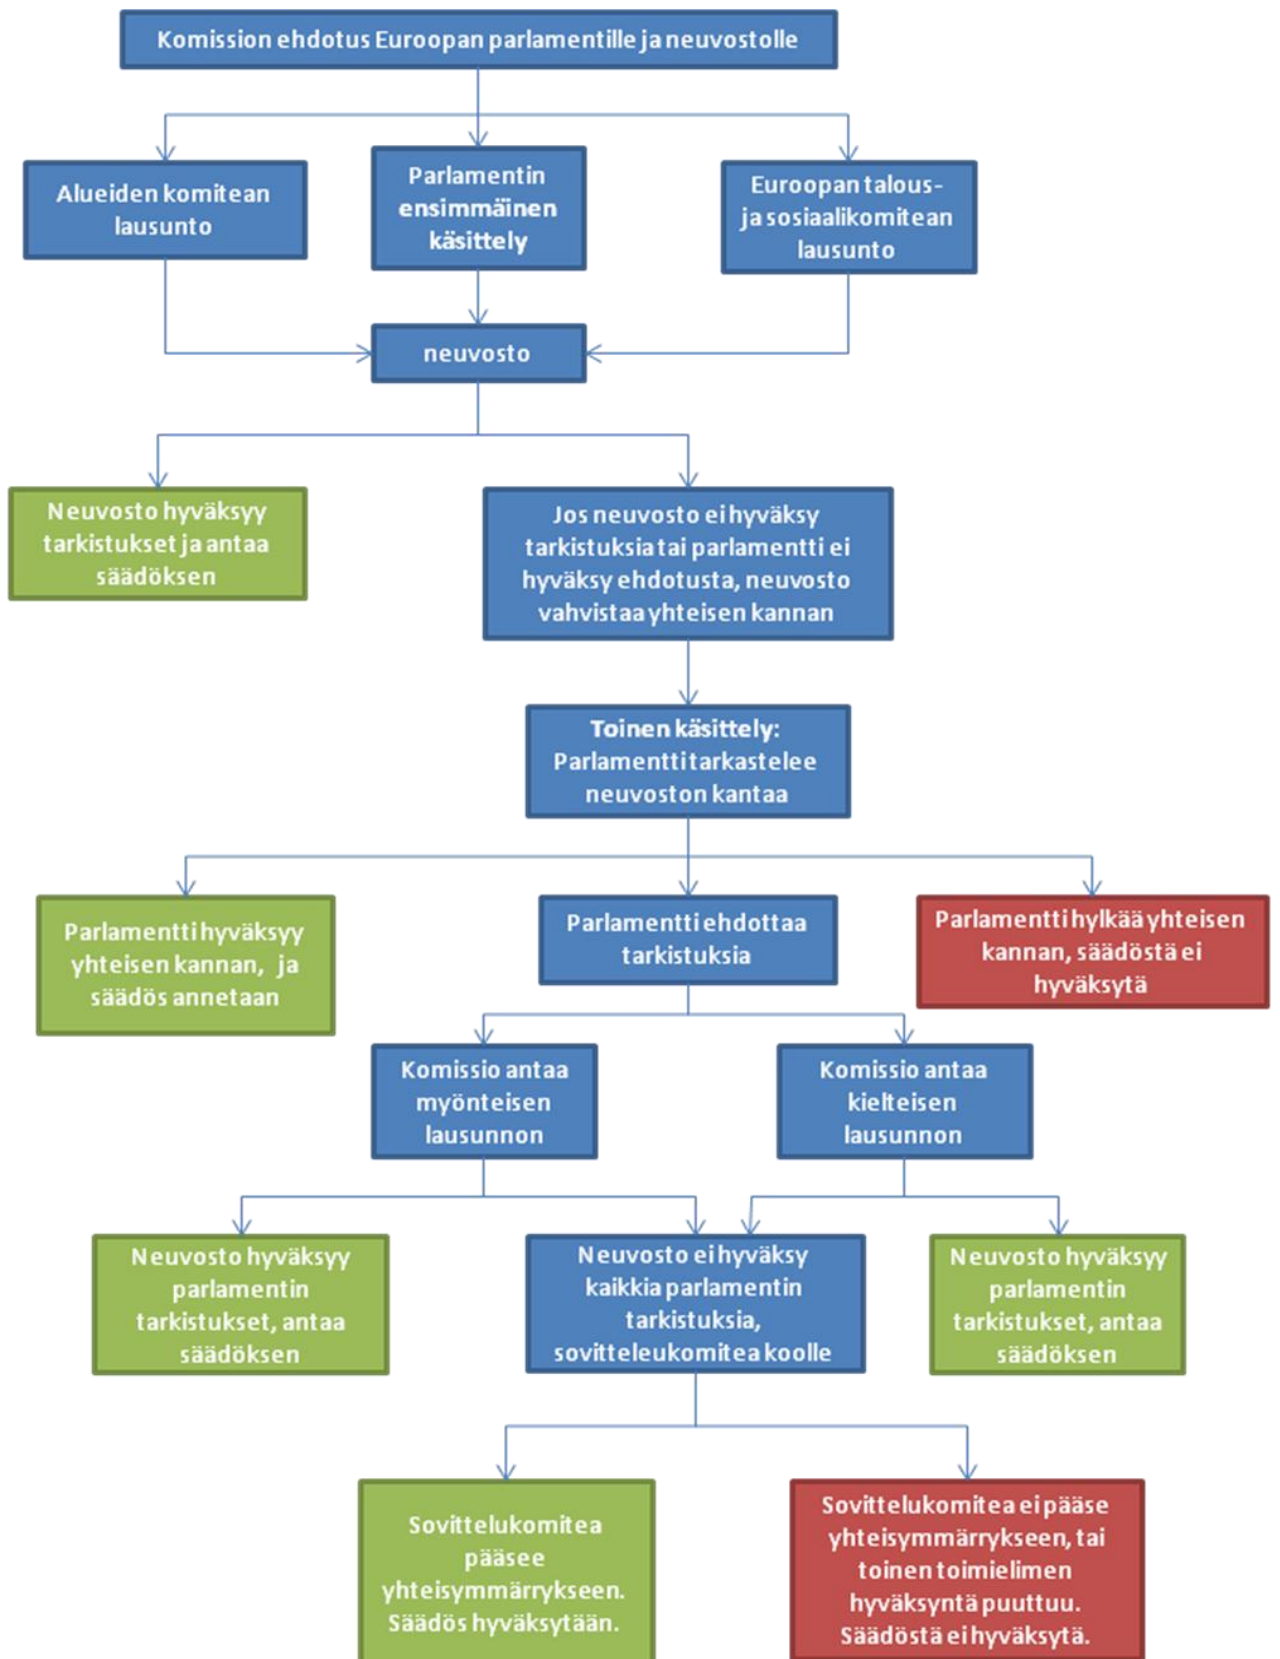 Komission ehdotus Euroopan parlamentille ja neuvostolle
Alueiden komitean
lausunto
Parlamentin
ensimmäinen
käsittely
Euroopan talous-
ja sosiaalikomitean
lausunto
neuvosto
Neuvosto hyväksyy
tarkistukset ja antaa
säädöksen
Jos neuvosto ei hyväksy
tarkistuksia tai parlamentti ei
hyväksy ehdotusta, neuvosto
vahvistaa yhteisen kannan
Toinen käsittely:
Parlamentti tarkastelee
neuvoston kantaa
Parlamentti hyväksyy
yhteisen kannan, ja
säädös annetaan
Parlamentti ehdottaa
tarkistuksia
Parlamentti hylkää yhteisen
kannan, säädöstä ei
hyväksytä
Komissio antaa
myönteisen
lausunnon
Komissio antaa
kielteisen
lausunnon
Neuvosto hyväksyy
parlamentin
tarkistukset, antaa
säädöksen
Neuvosto ei hyväksy
kaikkia parlamentin
tarkistuksia,
sovitteleukomitea koolle
Neuvosto hyväksyy
parlamentin
tarkistukset, antaa
säädöksen
Sovittelukomitea
pääsee
yhteisymmärrykseen.
Säädös hyväksytään.
Sovittelukomitea ei pääse
yhteisymmärrykseen, tai
toinen toimielimen
hyväksyntä puuttuu.
Säädöstä ei hyväksytä.